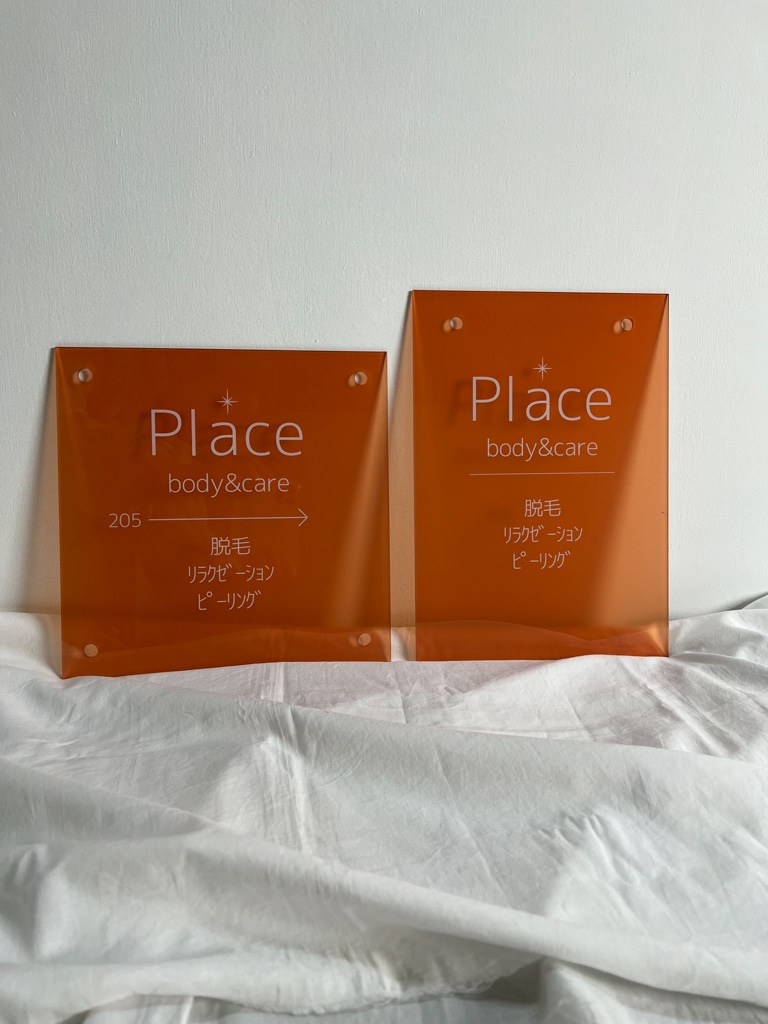 Place
body&care
205 →
脱毛
ﾘﾗｸｾﾞｰｼｮﾝ
ﾋﾟｰﾘﾝｸﾞ
Place
body&care
脱毛
ﾘﾗｸｾﾞｰｼｮﾝ
ﾋﾟｰﾘﾝｸﾞ